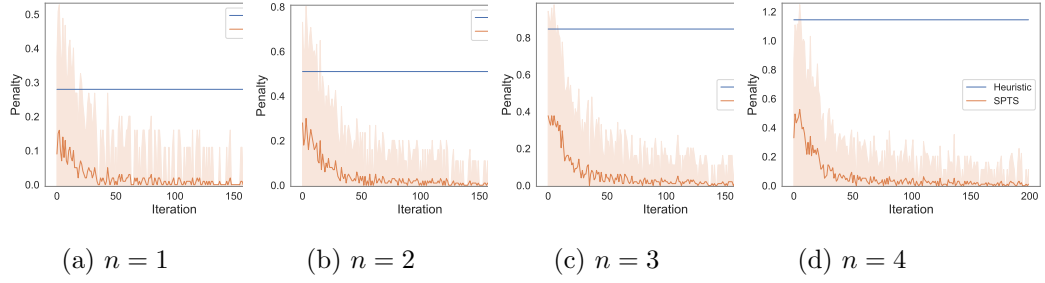 0.5
0.4
0.3
0.2
0.1
0.0
Penalty
0
50
100
150
Iteration
(a) n = 1
0.8
0.6
0.4
0.2
0.0
Penalty
0
50
100
150
Iteration
(b) n = 2
0.8
0.6
0.4
0.2
0.0
Penalty
0
50
100
150
Iteration
(c) n = 3
1.2
1.0
0.8
0.6
0.4
0.2
0.0
Penalty
Heuristic
SPTS
0
50
100
150
200
Iteration
(d) n = 4